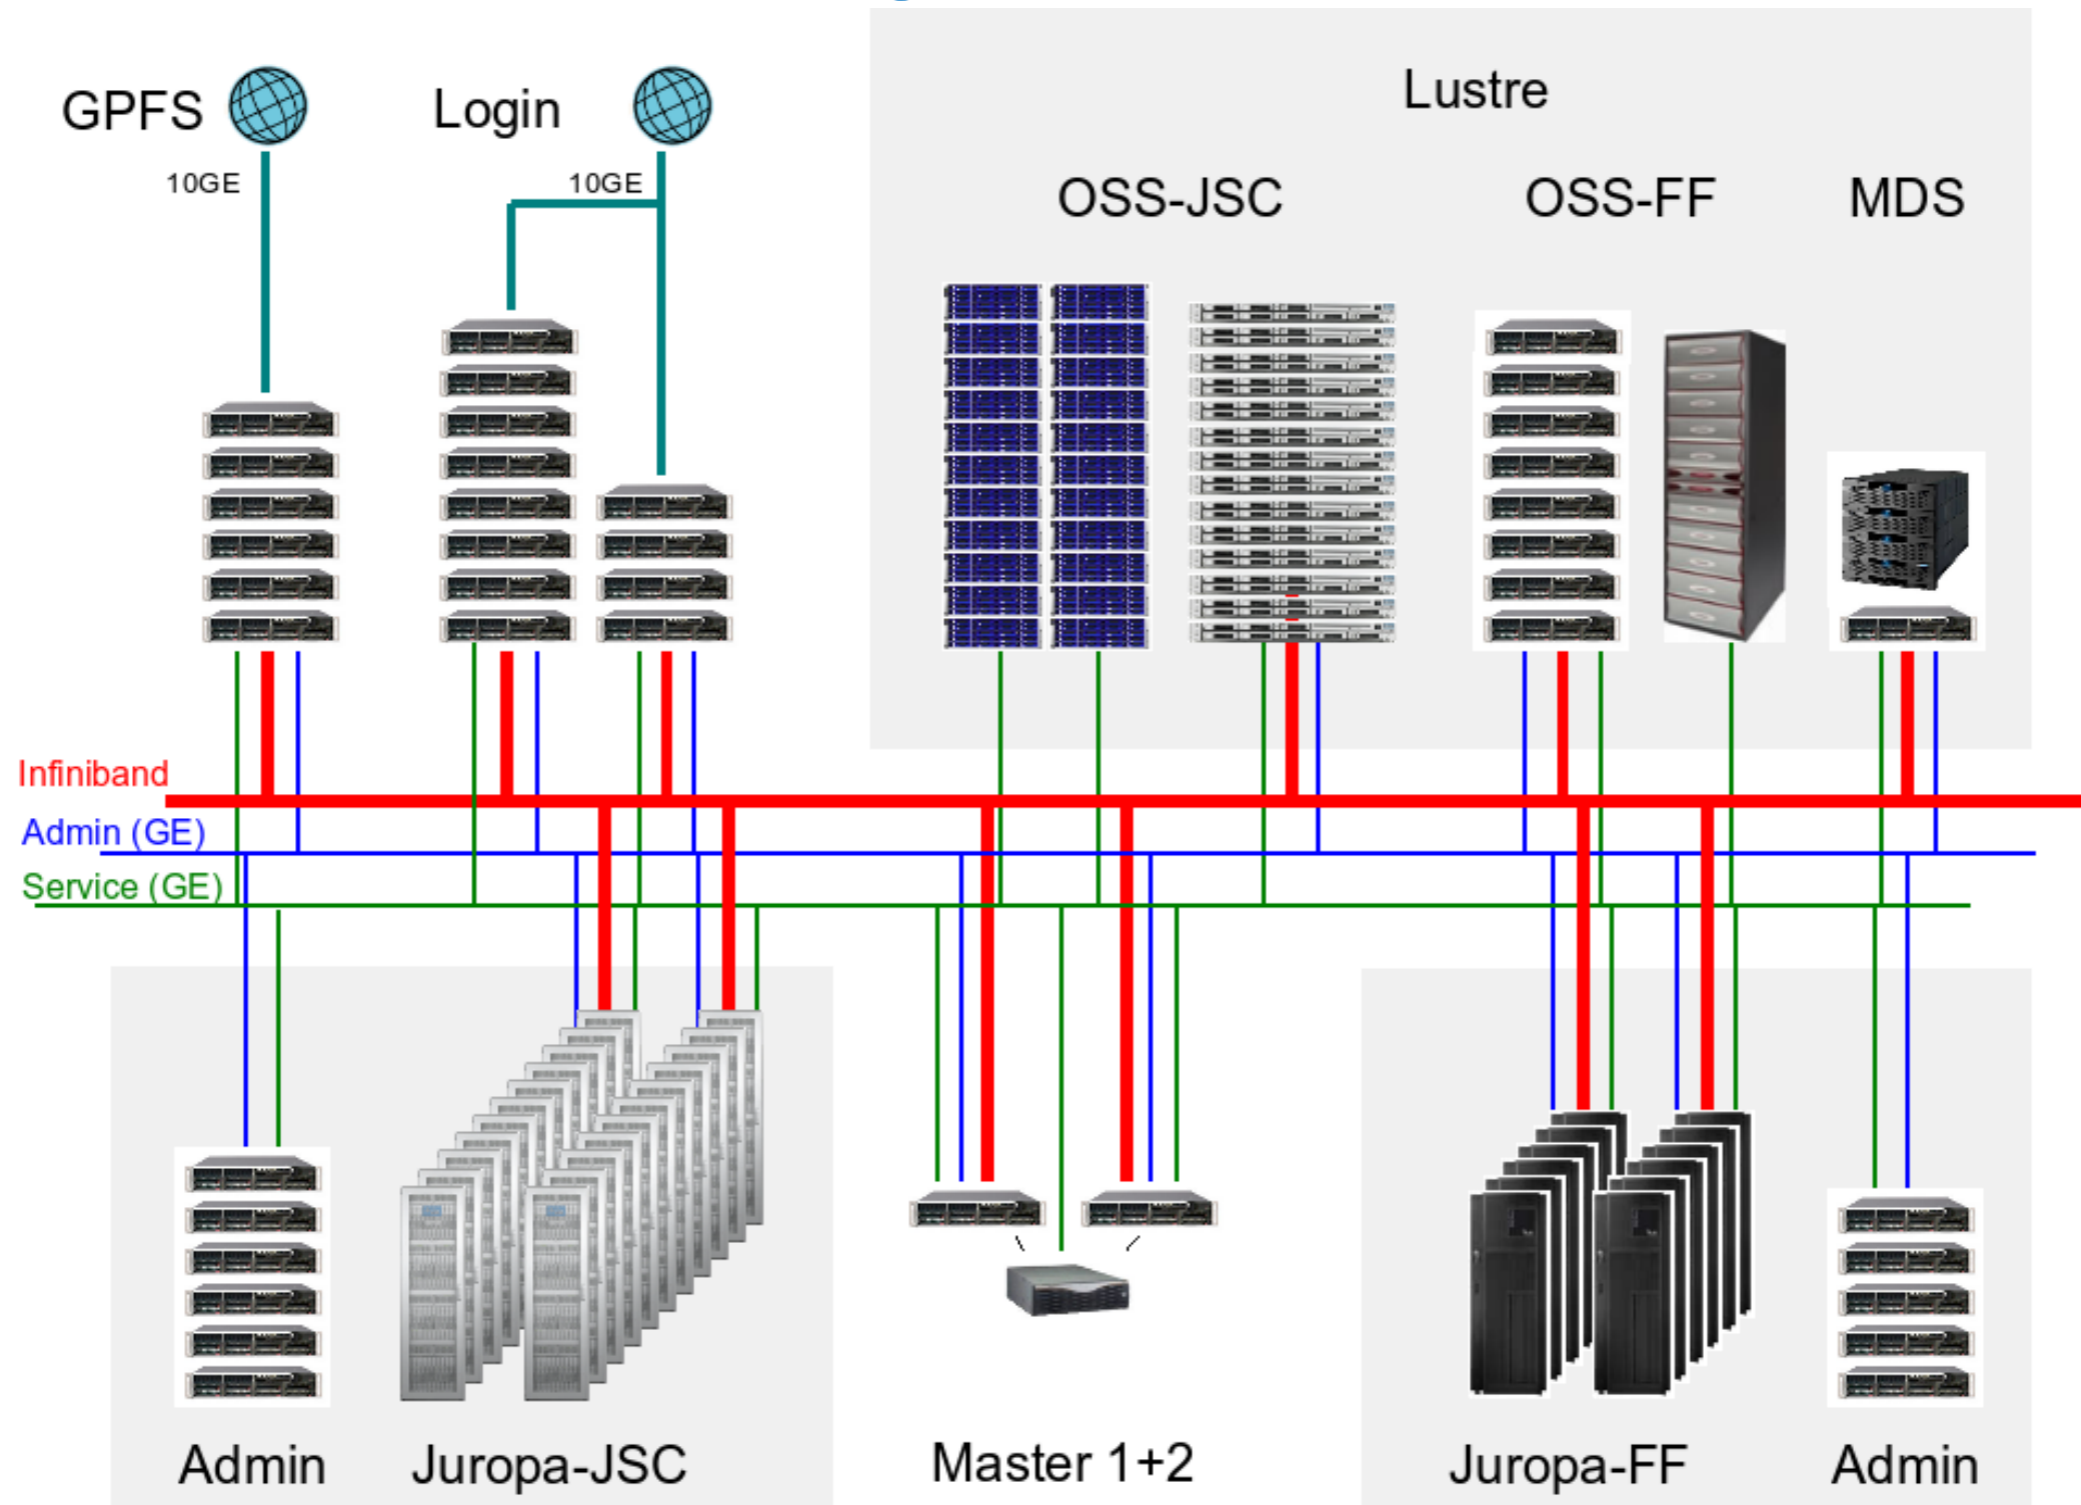 Lustre
GPFS
Login
10GE
10GE
OSS-JSC
OSS-FF
MDS
Infiniband
Admin (GE)
Service (GE)
Admin
Juropa-JSC
Master 1+2
Juropa-FF
Admin